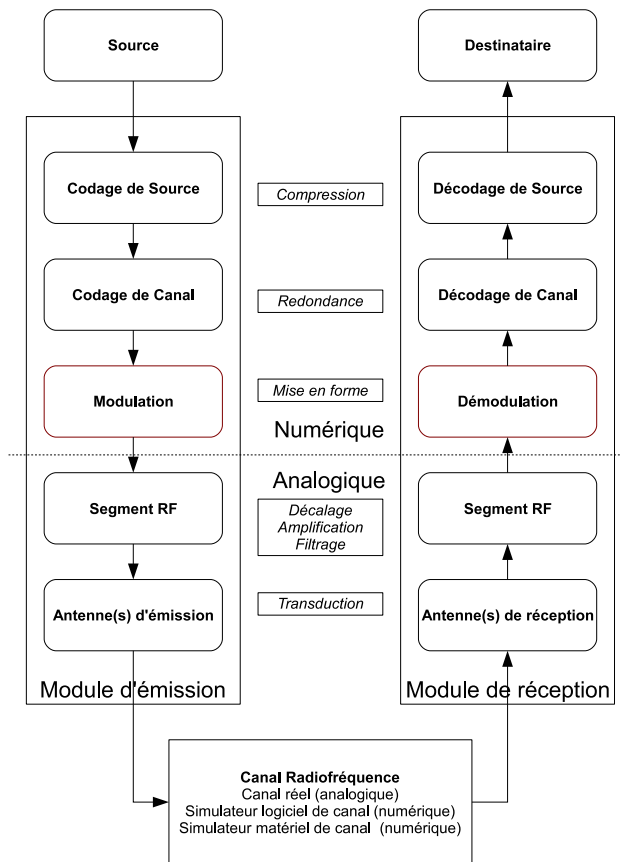 Source
Destinataire
Codage de Source
Compression
Décodage de Source
Codage de Canal
Redondance
Décodage de Canal
Modulation
Mise en forme
Démodulation
Numérique
Analogique
Segment RF
Décalage
Amplification
Filtrage
Segment RF
Antenne(s) d'émission
Transduction
Antenne(s) de réception
Module d'émission
Module de réception
Canal Radiofréquence
Canal réel (analogique)
Simulateur logiciel de canal (numérique)
Simulateur matériel de canal (numérique)